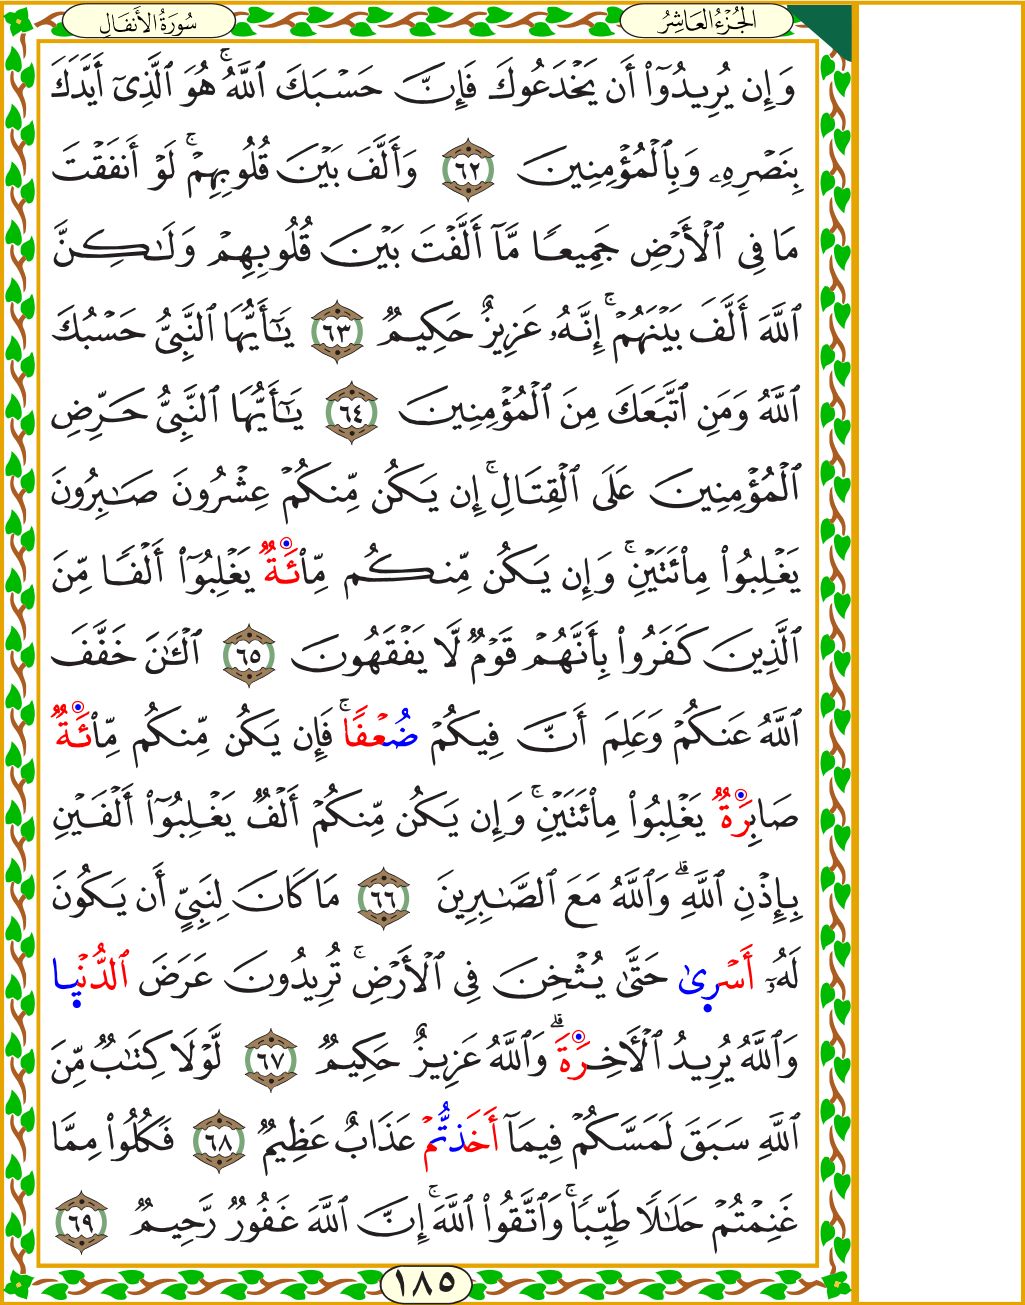 الجُزْءُ العَاشِرُ
سُورَةُ الأَنفَالِ
وَإِن يُرِيدُوٓا۟ أَن يَخْدَعُوكَ فَإِنَّ حَسْبَكَ ٱللَّهُ ۚ هُوَ ٱلَّذِىٓ أَيَّدَكَ
بِنَصْرِهِۦ وَبِٱلْمُؤْمِنِينَ ٦٢ وَأَلَّفَ بَيْنَ قُلُوبِهِمْ ۚ لَوْ أَنفَقْتَ
مَا فِى ٱلْأَرْضِ جَمِيعًا مَّآ أَلَّفْتَ بَيْنَ قُلُوبِهِمْ وَلَـٰكِنَّ
ٱللَّهَ أَلَّفَ بَيْنَهُمْ ۚ إِنَّهُۥ عَزِيزٌ حَكِيمٌ ٦٣ يَـٰٓأَيُّهَا ٱلنَّبِىُّ حَسْبُكَ
ٱللَّهُ وَمَنِ ٱتَّبَعَكَ مِنَ ٱلْمُؤْمِنِينَ ٦٤ يَـٰٓأَيُّهَا ٱلنَّبِىُّ حَرِّضِ
ٱلْمُؤْمِنِينَ عَلَى ٱلْقِتَالِ ۚ إِن يَكُن مِّنكُمْ عِشْرُونَ صَـٰبِرُونَ
يَغْلِبُوا۟ مِا۟ئَتَيْنِ ۚ وَإِن يَكُن مِّنكُم مِّا۟ئَةٌ يَغْلِبُوٓا۟ أَلْفًا مِّنَ
ٱلَّذِينَ كَفَرُوا۟ بِأَنَّهُمْ قَوْمٌ لَّا يَفْقَهُونَ ٦٥ ٱلْـَٔـٰنَ خَفَّفَ
ٱللَّهُ عَنكُمْ وَعَلِمَ أَنَّ فِيكُمْ ضُعْفًا ۚ فَإِن يَكُن مِّنكُم مِّا۟ئَةٌ
صَابِرَةٌ يَغْلِبُوا۟ مِا۟ئَتَيْنِ ۚ وَإِن يَكُن مِّنكُمْ أَلْفٌ يَغْلِبُوٓا۟ أَلْفَيْنِ
بِإِذْنِ ٱللَّهِ ۗ وَٱللَّهُ مَعَ ٱلصَّـٰبِرِينَ ٦٦ مَا كَانَ لِنَبِىٍّ أَن يَكُونَ
لَهُۥٓ أَسْرٜىٰ حَتَّىٰ يُثْخِنَ فِى ٱلْأَرْضِ ۚ تُرِيدُونَ عَرَضَ ٱلدُّنْيٜا
وَٱللَّهُ يُرِيدُ ٱلْـَٔاخِرَةَ ۗ وَٱللَّهُ عَزِيزٌ حَكِيمٌ ٦٧ لَّوْلَا كِتَـٰبٌ مِّنَ
ٱللَّهِ سَبَقَ لَمَسَّكُمْ فِيمَآ أَخَذتُّمْ عَذَابٌ عَظِيمٌ ٦٨ فَكُلُوا۟ مِمَّا
غَنِمْتُمْ حَلَـٰلًا طَيِّبًا ۚ وَٱتَّقُوا۟ ٱللَّهَ ۚ إِنَّ ٱللَّهَ غَفُورٌ رَّحِيمٌ ٦٩
١٨٥